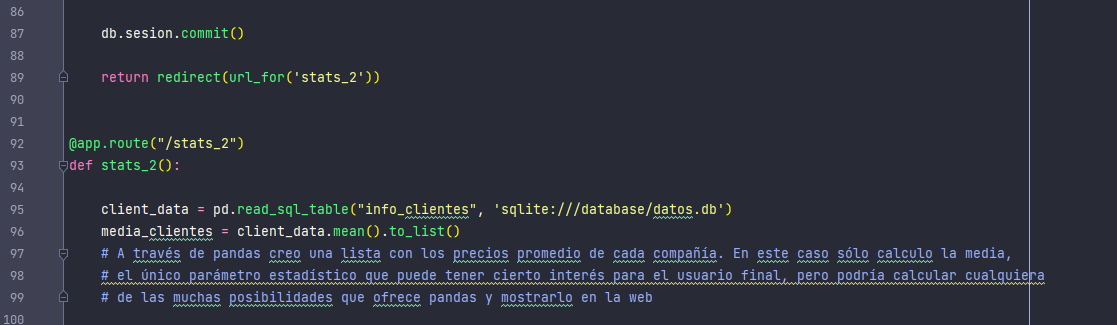 86
87 db.sesion.commit()
88
89 return redirect(url_for('stats_2'))
90
91
92 @app.route("/stats_2")
93 def stats_2():
94
95 client_data = pd.read_sql_table("info_clientes", 'sqlite:///database/datos.db')
96 media_clientes = client_data.mean().to_list()
97 # A través de pandas creo una lista con los precios promedio de cada compañía. En este caso sólo calculo la media,
98 # el único parámetro estadístico que puede tener cierto interés para el usuario final, pero podría calcular cualquiera
99 # de las muchas posibilidades que ofrece pandas y mostrarlo en la web
100